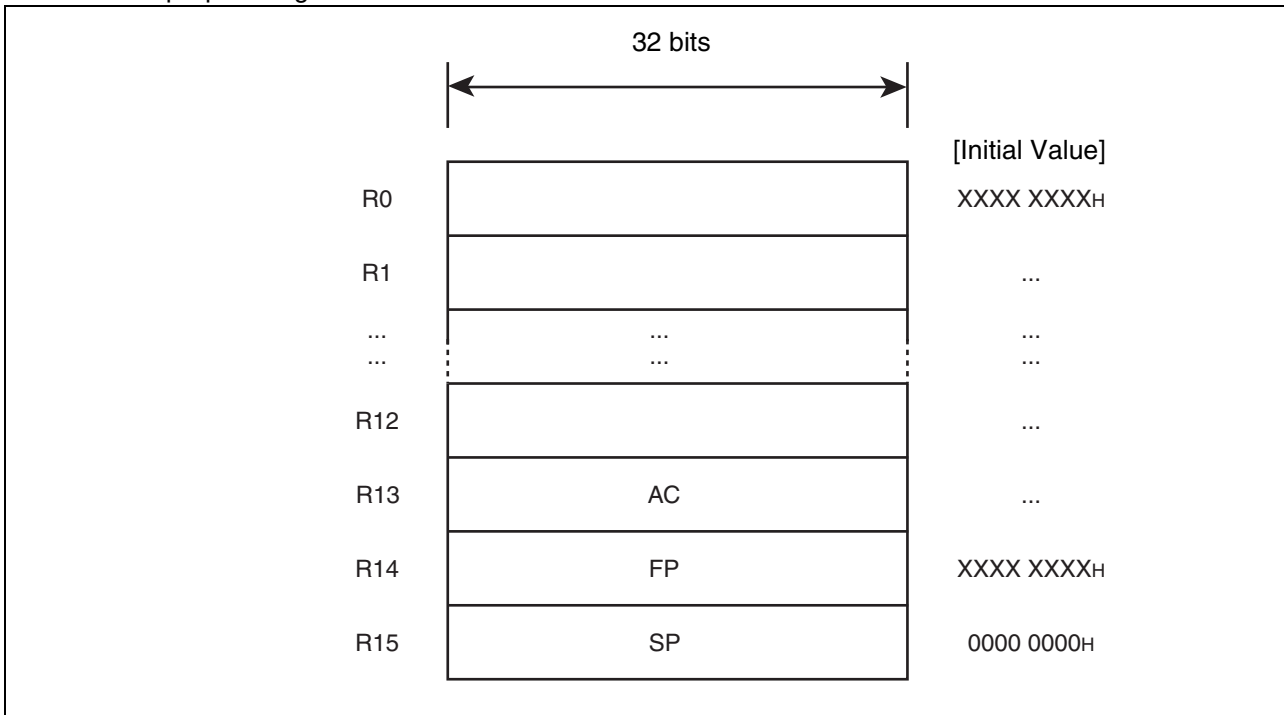 32 bits
[Initial Value]
R0 XXXX XXXXH
R1 ...
... ... ...
... ... ...
R12 ...
R13 AC ...
R14 FP XXXX XXXXH
R15 SP 0000 0000H